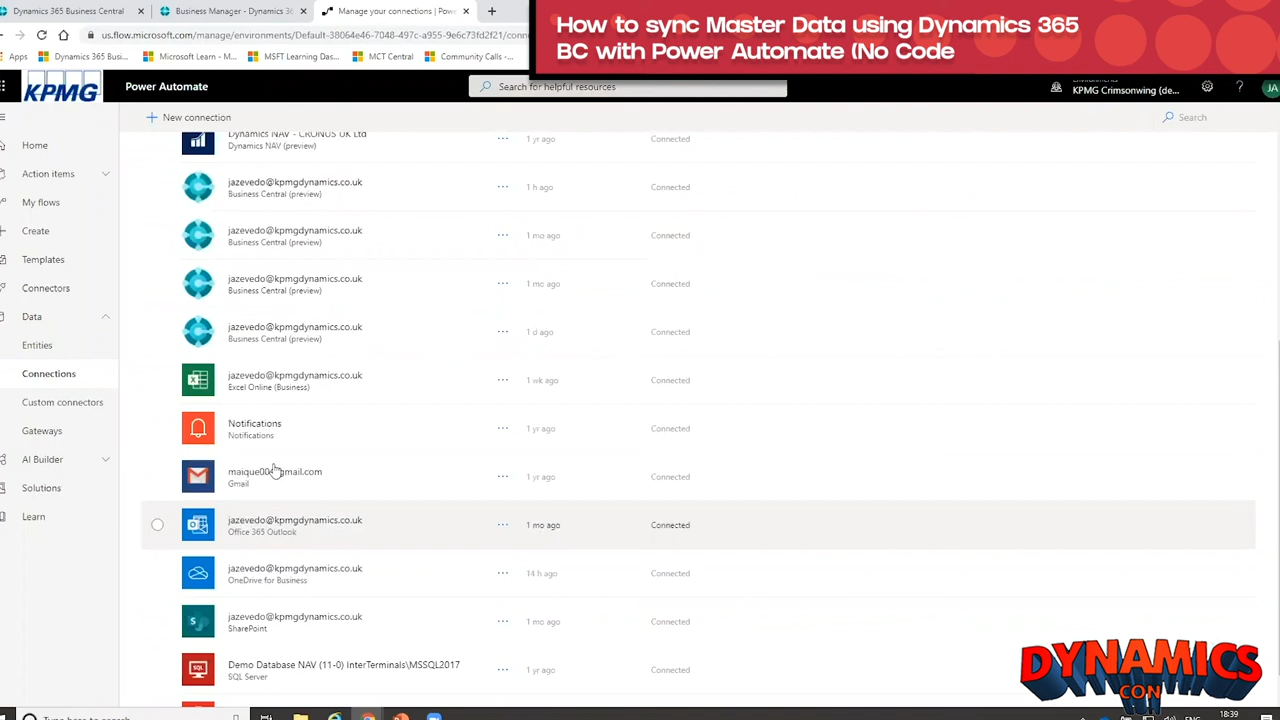 Dynamics 365 Business Central
Business Manager - Dynamics 365
Manage your connections | Pow
us.flow.microsoft.com/manage/environments/Default-38064e46-7048-497c-a955-9e6c73fd2f21/conn
Apps
Dynamics 365 Busi...
Microsoft Learn - M...
MSFT Learning Das...
MCT Central
Community Calls -...
How to sync Master Data using Dynamics 365
BC with Power Automate (No Code
KPMG
Power Automate
Search for helpful resources
KPMG Crimsonwing (de...
?
JA
New connection
Search
Home
Action items
My flows
Create
Templates
Connectors
Data
Entities
Connections
Custom connectors
Gateways
AI Builder
Solutions
Learn
Dynamics NAV - CRONUS UK Ltd
Dynamics NAV (preview)
... 1 yr ago Connected
jazevedo@kpmgdynamics.co.uk
Business Central (preview)
... 1 h ago Connected
jazevedo@kpmgdynamics.co.uk
Business Central (preview)
... 1 mo ago Connected
jazevedo@kpmgdynamics.co.uk
Business Central (preview)
... 1 mo ago Connected
jazevedo@kpmgdynamics.co.uk
Business Central (preview)
... 1 d ago Connected
jazevedo@kpmgdynamics.co.uk
Excel Online (Business)
... 1 wk ago Connected
Notifications
Notifications
... 1 yr ago Connected
gmail.com
Gmail
... 1 yr ago Connected
jazevedo@kpmgdynamics.co.uk
Office 365 Outlook
... 1 mo ago Connected
jazevedo@kpmgdynamics.co.uk
OneDrive for Business
... 14 h ago Connected
jazevedo@kpmgdynamics.co.uk
SharePoint
... 1 mo ago Connected
Demo Database NAV (11-0) InterTerminals\MSSQL2017
SQL Server
... 1 yr ago Connected
DYNAMICS
CON
Type here to search
18:39